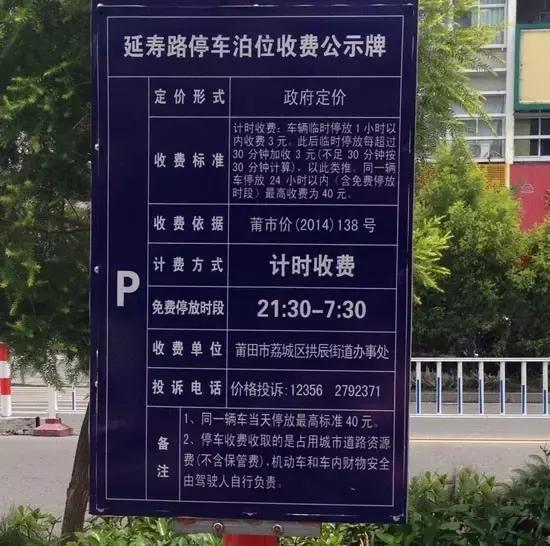 延寿路停车泊位收费公示牌
P
定价形式 政府定价
收费标准
计时收费：车辆临时停放1小时以
内收费3元。此后临时停放每超过
30分钟加收3元(不足30分钟按
30分钟计算)，以此类推。同一辆
车停放24小时以内（含免费停放
时段）最高收费为40元。
收费依据 莆市价(2014)138号
计费方式 计时收费
免费停放时段 21:30-7:30
收费单位 莆田市荔城区拱辰街道办事处
投诉电话 价格投诉:12356 2792371
备注
1、同一辆车当天停放最高标准40元。
2、停车收费收取的是占用城市道路资源
费(不含保管费),机动车和车内财物安全
由驾驶人自行负责。